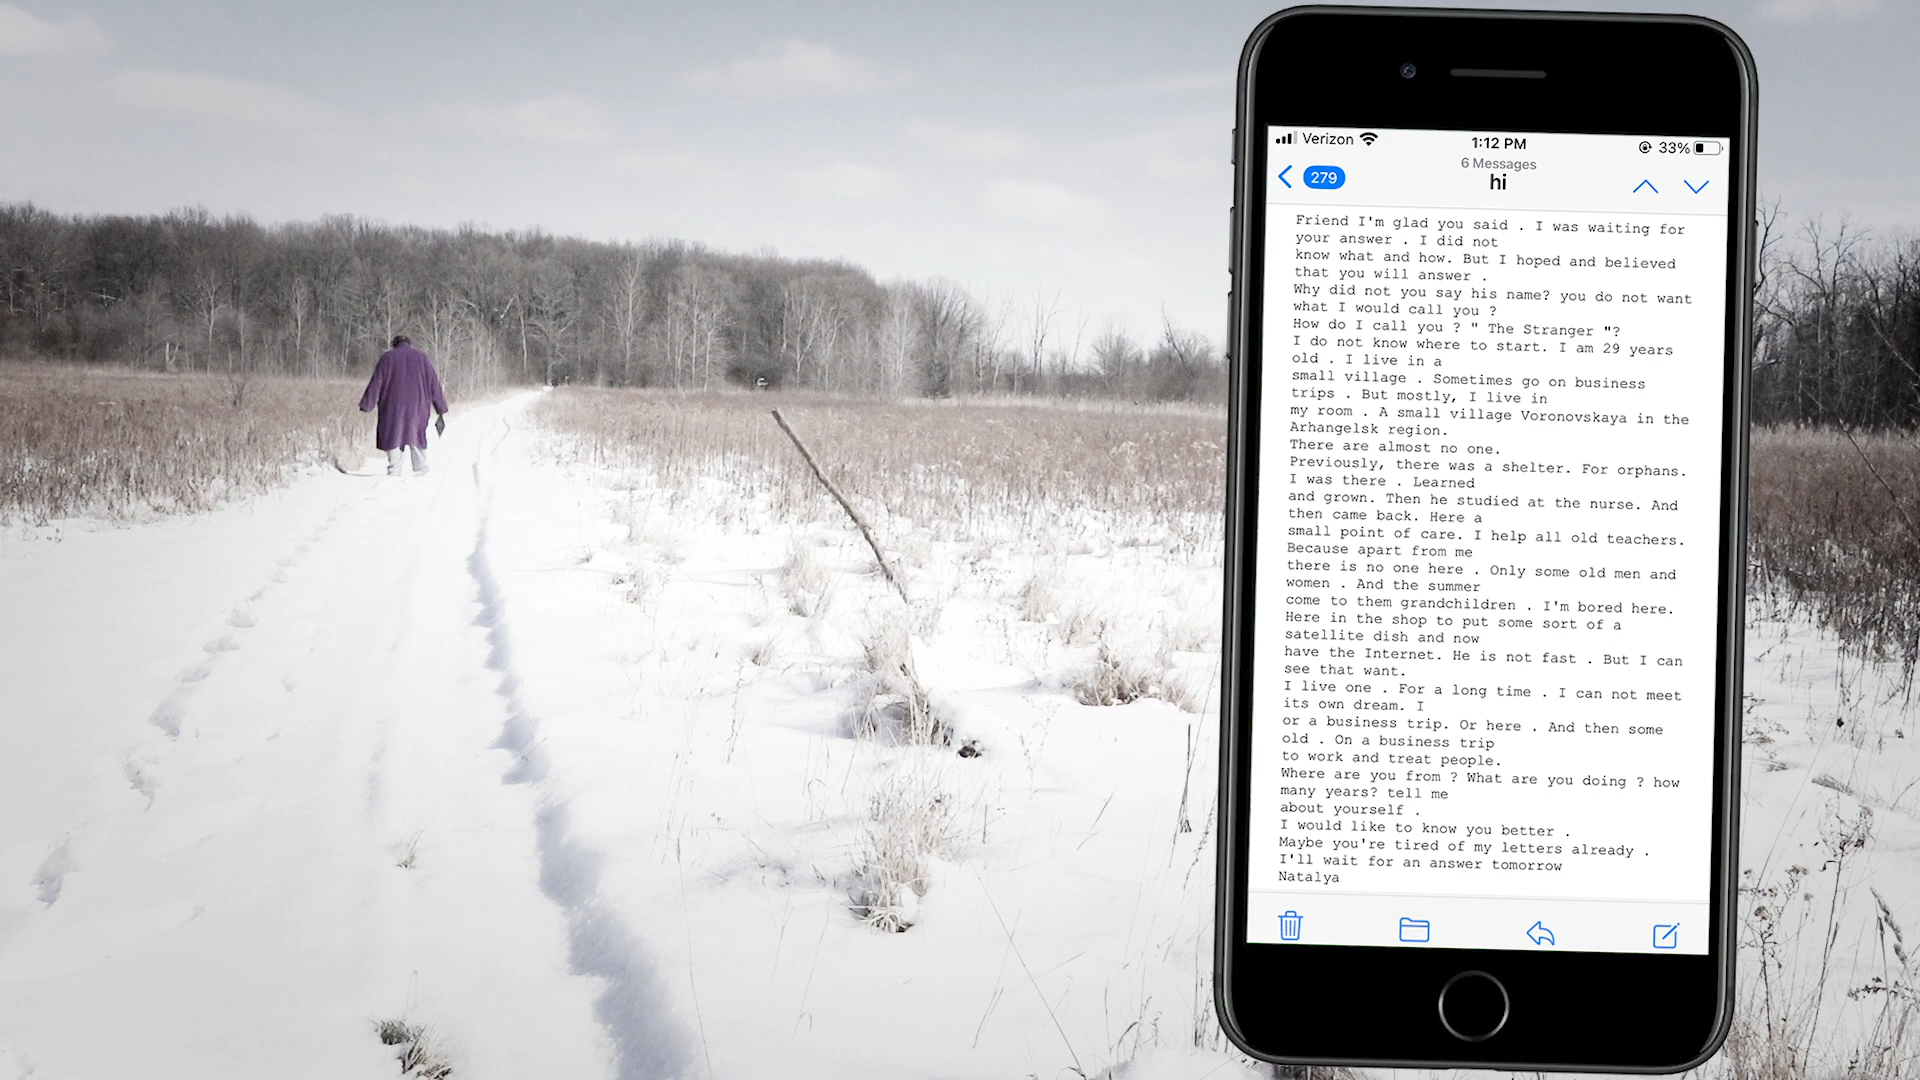 Verizon 1:12 PM 33%
6 Messages
279 hi
Friend I'm glad you said . I was waiting for
your answer . I did not
know what and how. But I hoped and believed
that you will answer .
Why did not you say his name? you do not want
what I would call you ?
How do I call you ? " The Stranger "?
I do not know where to start. I am 29 years
old . I live in a
small village . Sometimes go on business
trips . But mostly, I live in
my room . A small village Voronovskaya in the
Arhangelsk region.
There are almost no one.
Previously, there was a shelter. For orphans.
I was there . Learned
and grown. Then he studied at the nurse. And
then came back. Here a
small point of care. I help all old teachers.
Because apart from me
there is no one here . Only some old men and
women . And the summer
come to them grandchildren . I'm bored here.
Here in the shop to put some sort of a
satellite dish and now
have the Internet. He is not fast . But I can
see that want.
I live one . For a long time . I can not meet
its own dream. I
or a business trip. Or here . And then some
old . On a business trip
to work and treat people.
Where are you from ? What are you doing ? how
many years? tell me
about yourself .
I would like to know you better .
Maybe you're tired of my letters already .
I'll wait for an answer tomorrow
Natalya